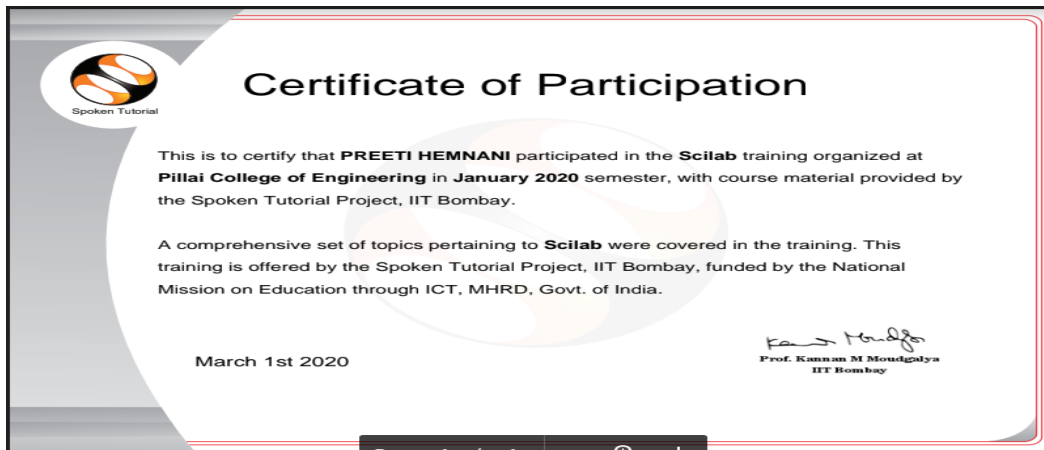 Certificate of Participation
Spoken Tutorial
This is to certify that PREETI HEMNANI participated in the Scilab training organized at
Pillai College of Engineering in January 2020 semester, with course material provided by
the Spoken Tutorial Project, IIT Bombay.
A comprehensive set of topics pertaining to Scilab were covered in the training. This
training is offered by the Spoken Tutorial Project, IIT Bombay, funded by the National
Mission on Education through ICT, MHRD, Govt. of India.
March 1st 2020
Prof. Kannan M Moudgalya
IIT Bombay